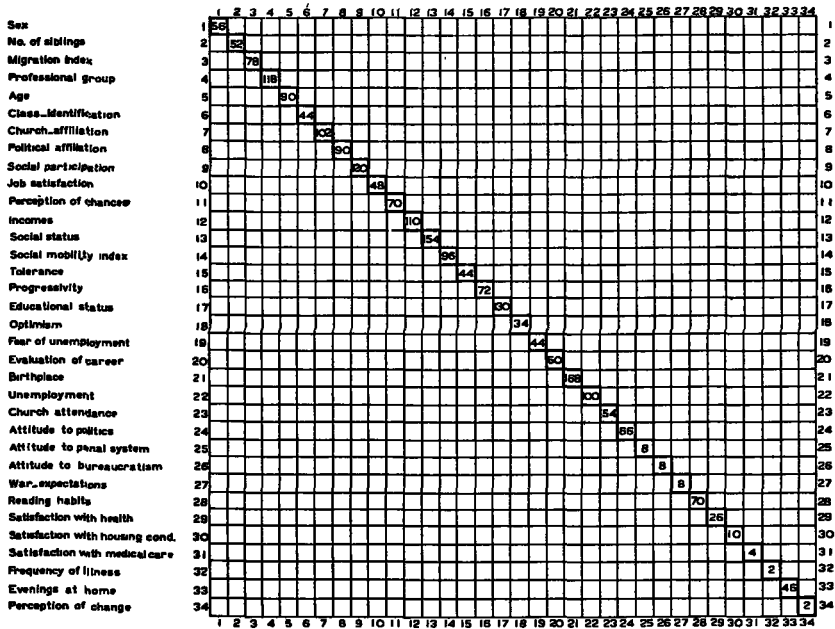 1 2 3 4 5 6 7 8 9 10 11 12 13 14 15 16 17 18 19 20 21 22 23 24 25 26 27 28 29 30 31 32 33 34
Sex 1 56 1
No. of siblings 2 52 2
Migration index 3 78 3
Professional group 4 118 4
Age 5 5
Class-identification 6 44 6
Church-affiliation 7 102 7
Political affiliation 8 90 8
Social participation 9 120 9
Job satisfaction 10 48 10
Perception of chances 11 70 11
Incomes 12 110 12
Social status 13 154 13
Social mobility index 14 96 14
Tolerance 15 44 15
Progressivity 16 72 16
Educational status 17 130 17
Optimism 18 34 18
Fear of unemployment 19 44 19
Evaluation of career 20 20
Birthplace 21 168 21
Unemployment 22 100 22
Church attendance 23 54 23
Attitude to politics 24 24
Attitude to penal system 25 8 25
Attitude to bureaucratism 26 8 26
War-expectations 27 8 27
Reading habits 28 70 28
Satisfaction with health 29 26 29
Satisfaction with housing cond. 30 10 30
Satisfaction with medical care 31 4 31
Frequency of illness 32 2 32
Evenings at home 33 46 33
Perception of change 34 2 34
1 2 3 4 5 6 7 8 9 10 11 12 13 14 15 16 17 18 19 20 21 22 23 24 25 26 27 28 29 30 31 32 33 34